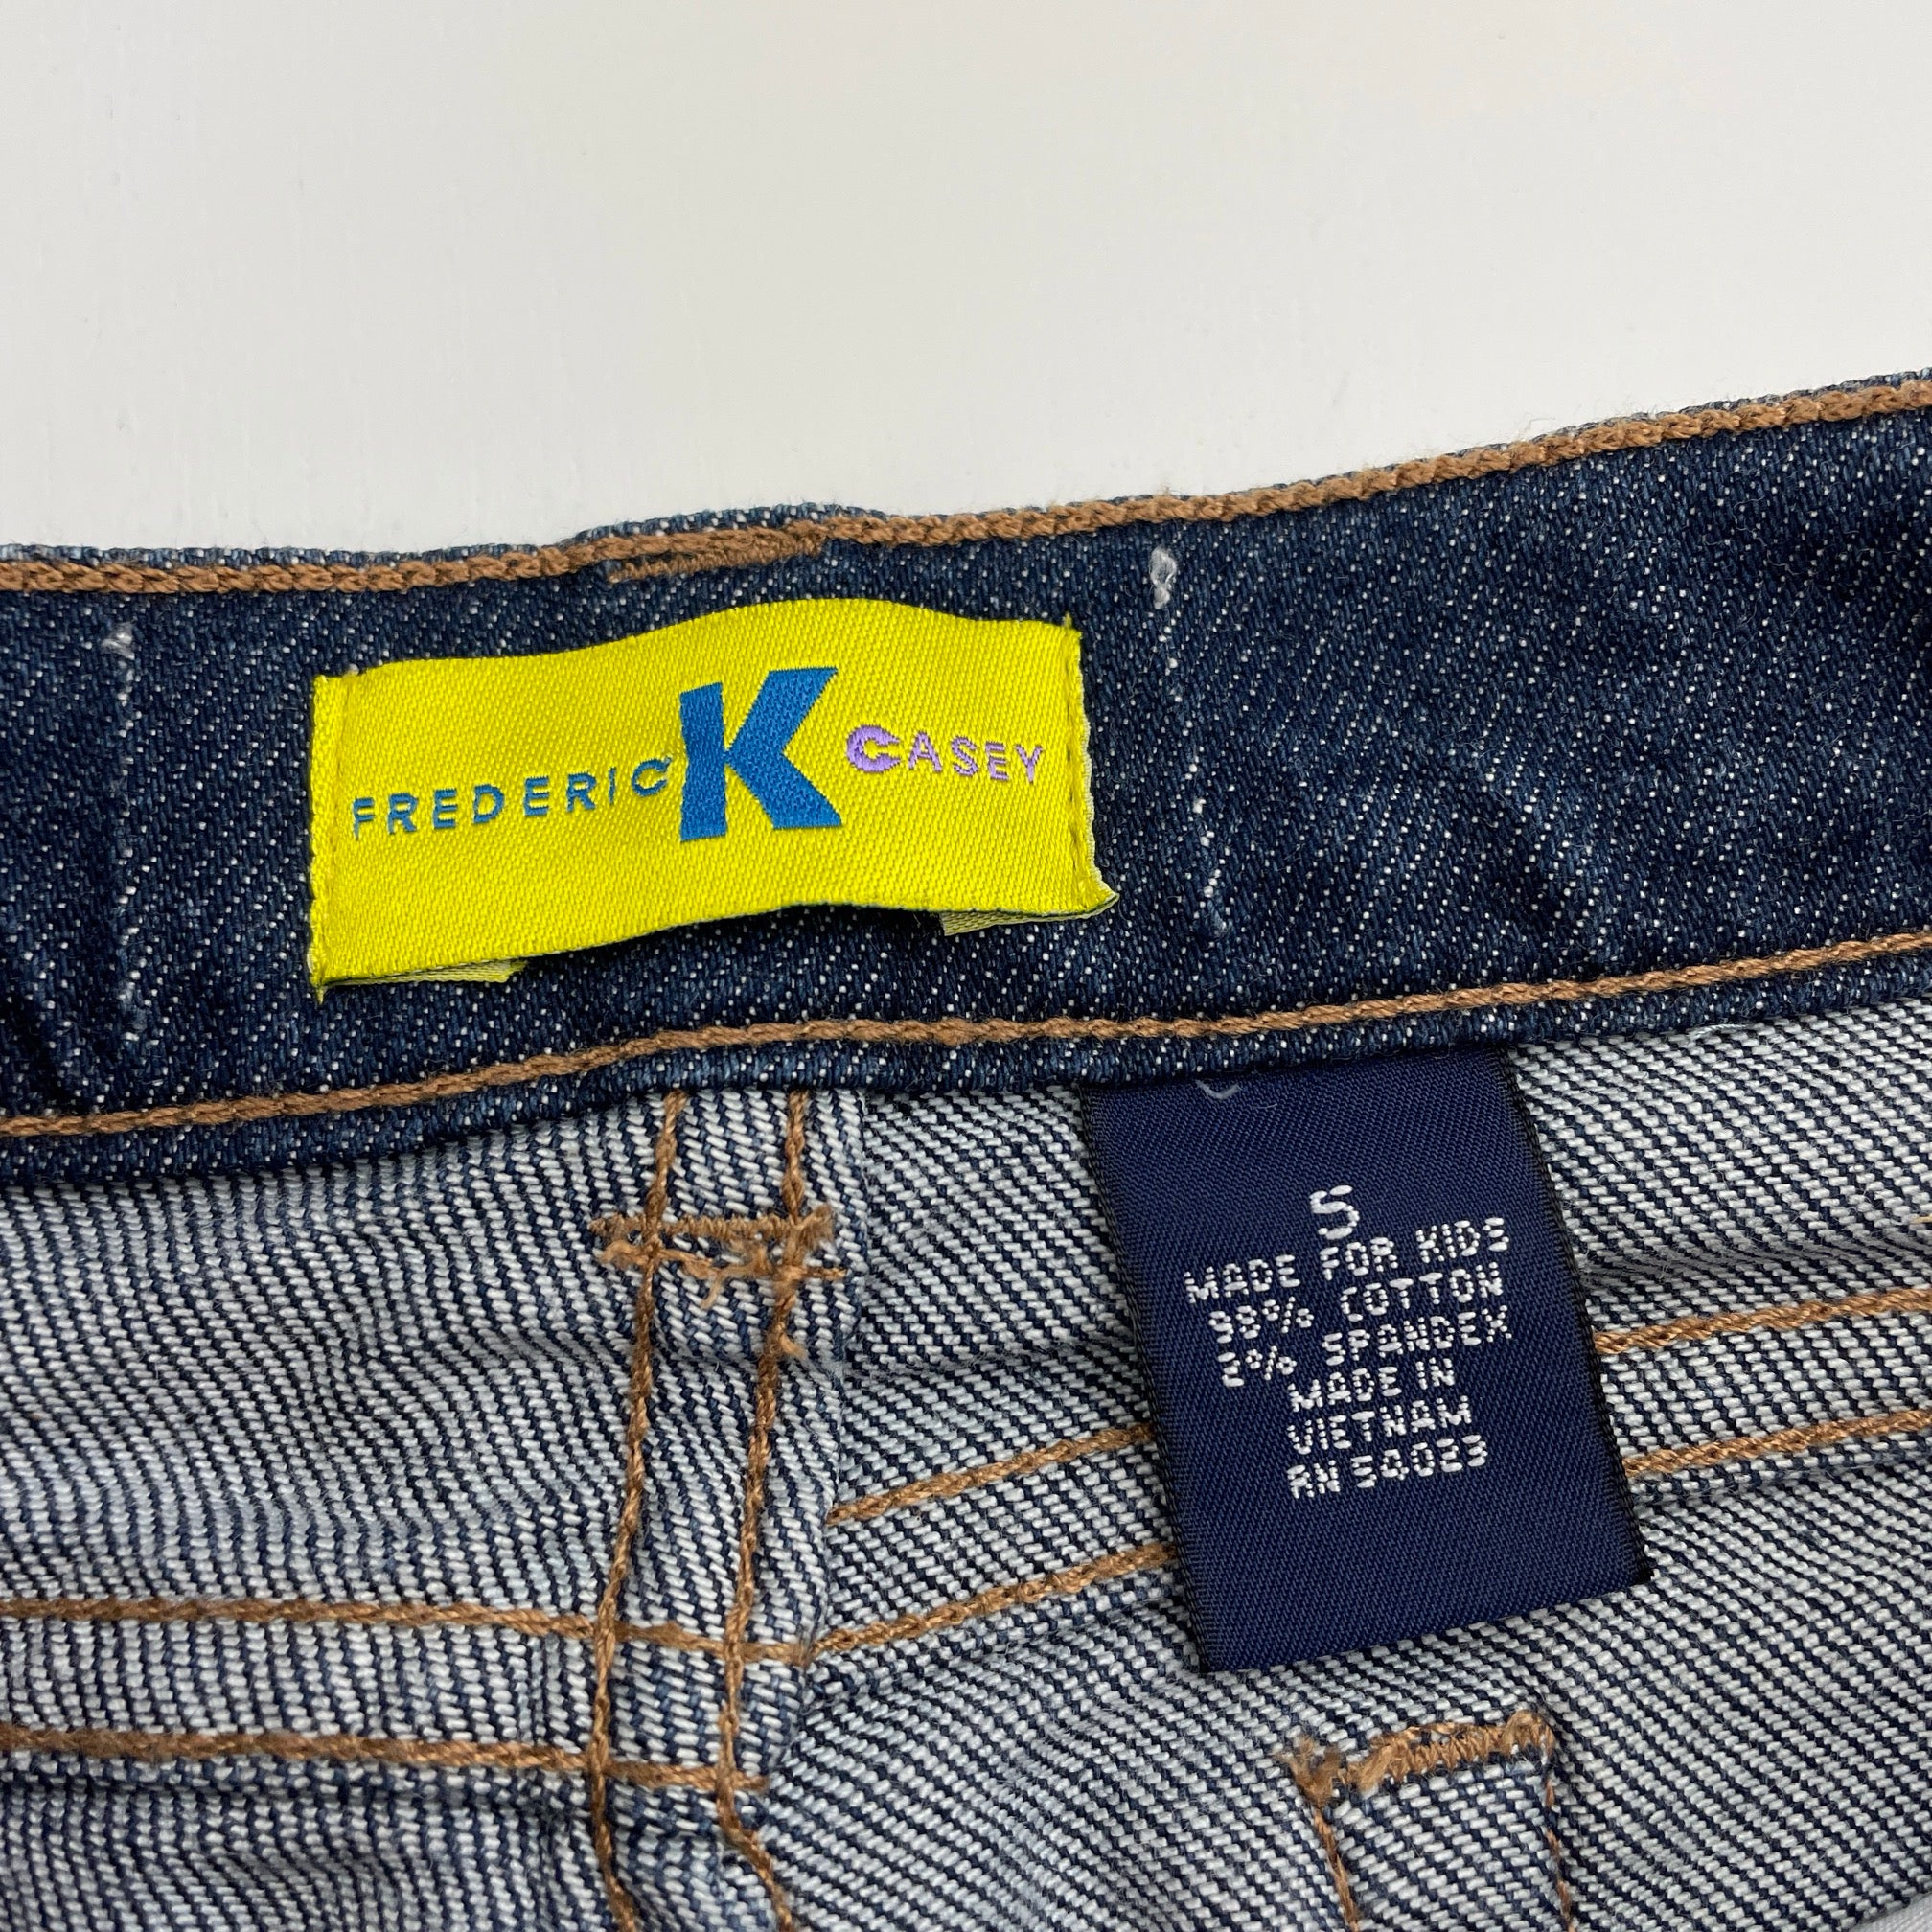 FREDERICK CASEY
S
MADE FOR KIDS
98% COTTON
2% SPANDEX
MADE IN
VIETNAM
RN 54023